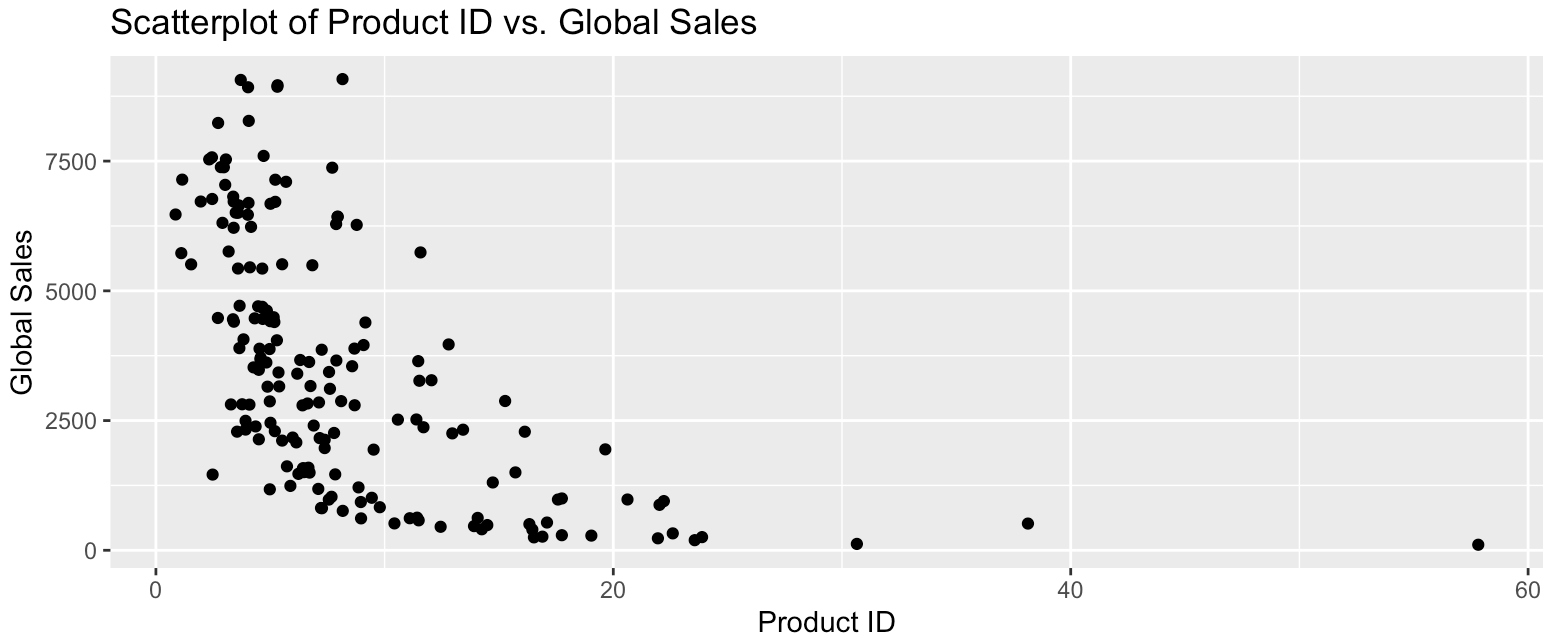 Scatterplot of Product ID vs. Global Sales
Global Sales
7500
5000
2500
0
0 20 40 60
Product ID